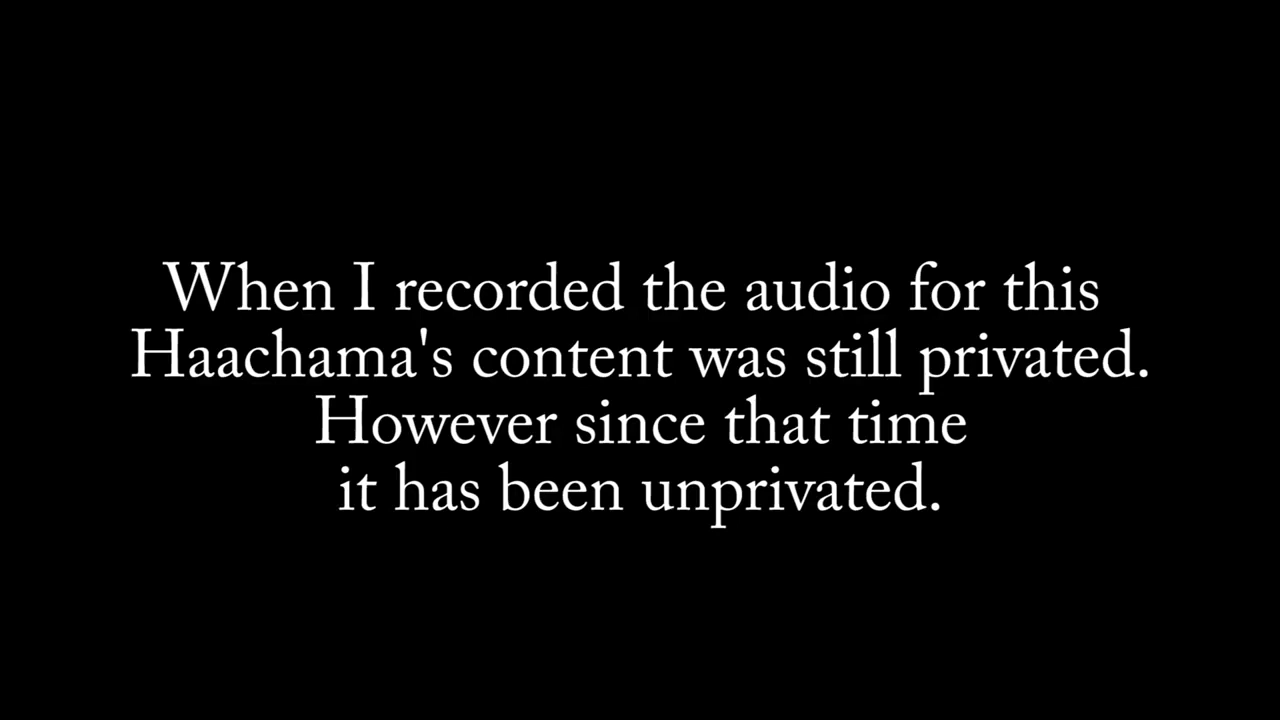 When I recorded the audio for this
Haachama's content was still privated.
However since that time
it has been unprivated.